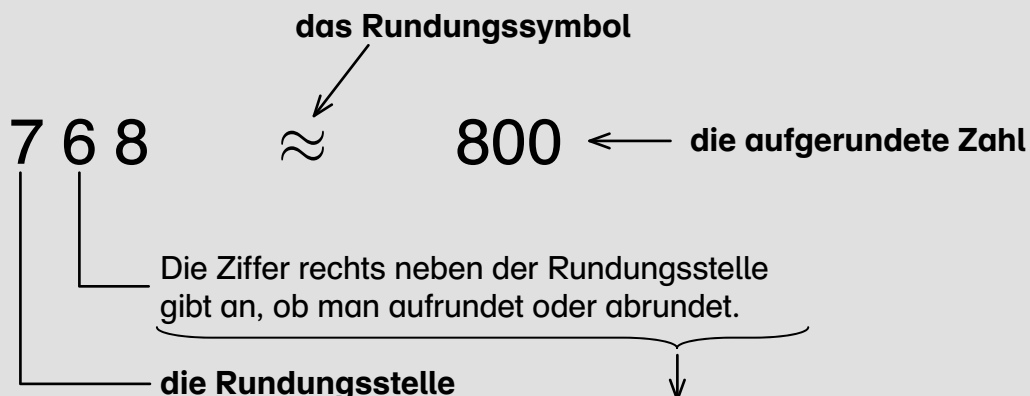 das Rundungssymbol
7 6 8 ≈ 800 die aufgerundete Zahl
Die Ziffer rechts neben der Rundungsstelle
gibt an, ob man aufrundet oder abrundet.
die Rundungsstelle